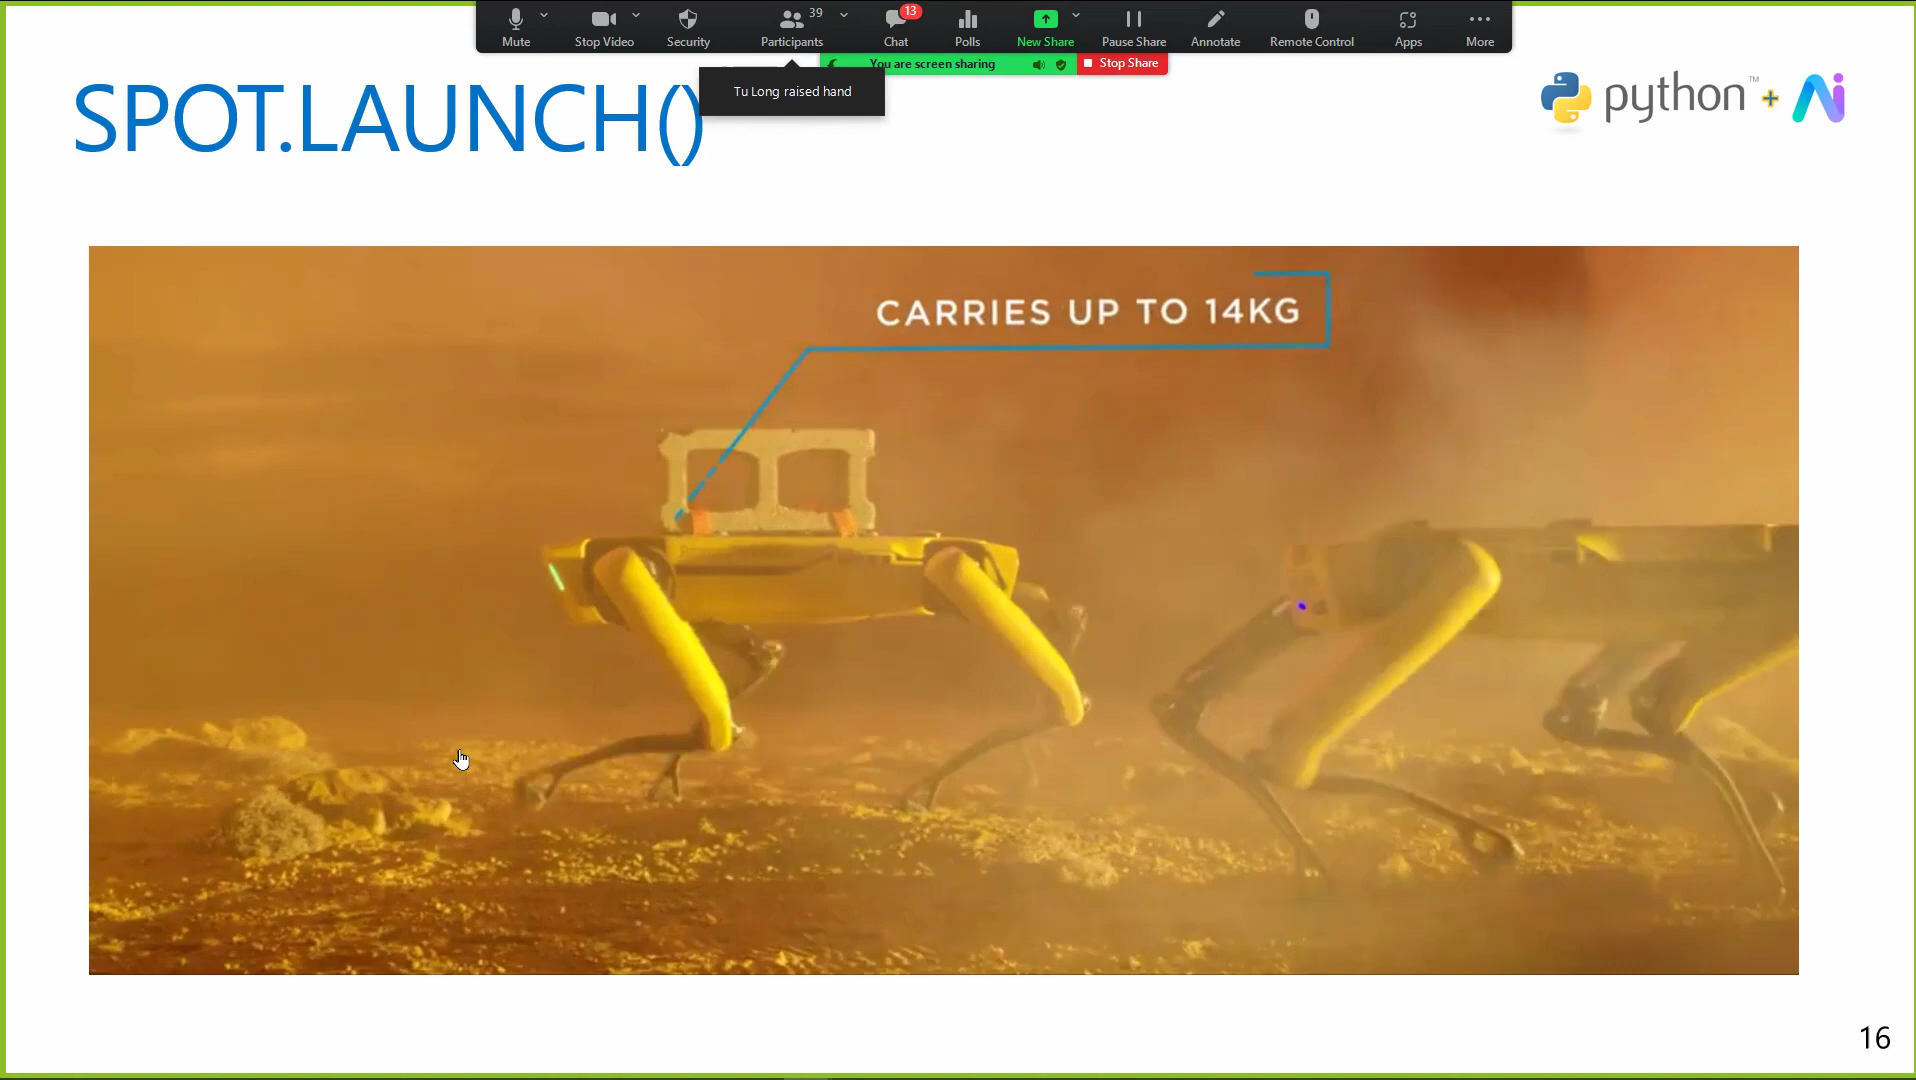 39
13
Mute
Stop Video
Security
Participants
Chat
Polls
New Share
Pause Share
Annotate
Remote Control
Apps
More
You are screen sharing
Stop Share
Tu Long raised hand
SPOT.LAUNCH()
python™
+
Ai
CARRIES UP TO 14KG
16